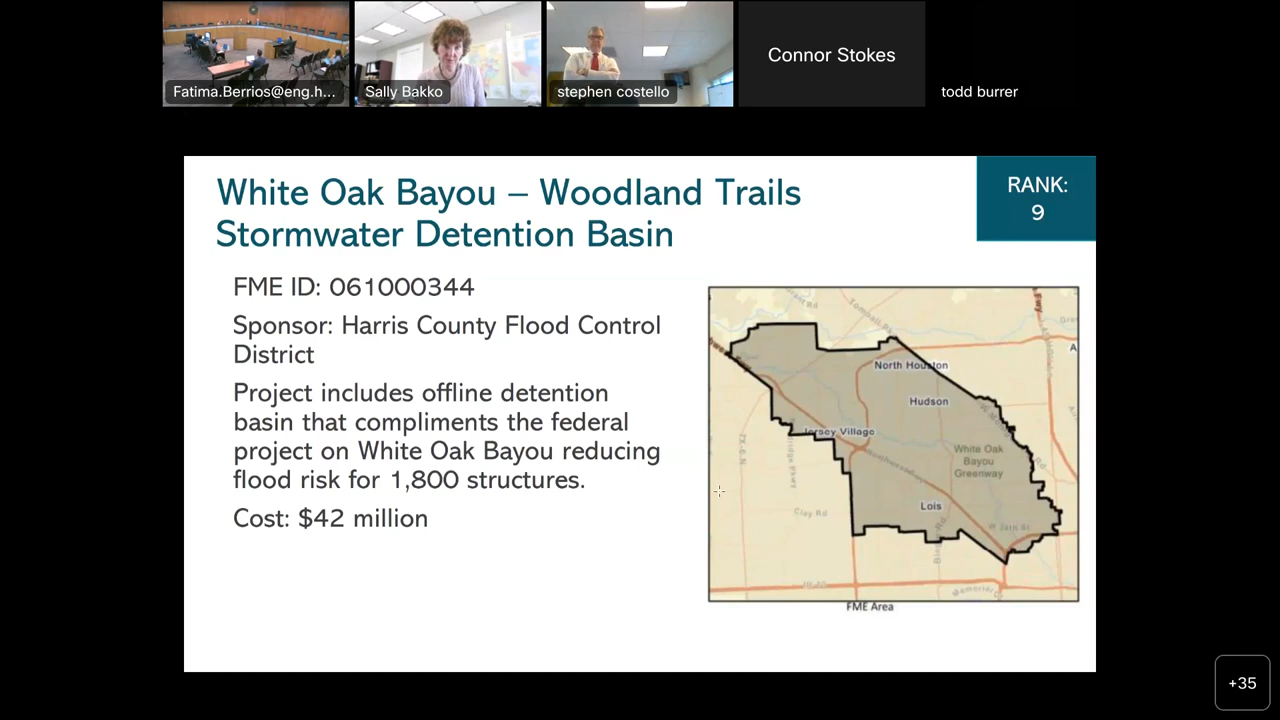 Fatima.Berrios@eng.h...
Sally Bakko
stephen costello
Connor Stokes
todd burrer
White Oak Bayou – Woodland Trails
Stormwater Detention Basin
RANK:
9
FME ID: 061000344
Sponsor: Harris County Flood Control
District
Project includes offline detention
basin that compliments the federal
project on White Oak Bayou reducing
flood risk for 1,800 structures.
Cost: $42 million
North Houston
Hudson
Jersey Village
White Oak
Bayou
Greenway
Lois
Clay Rd
W 34th St
FME Area
+35